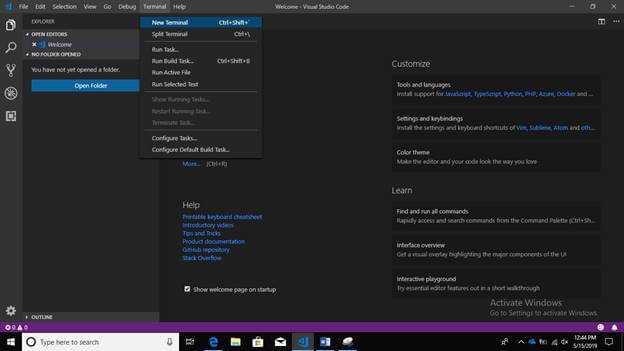 File Edit Selection View Go Debug Terminal Help
Welcome - Visual Studio Code
EXPLORER
OPEN EDITORS
Welcome
NO FOLDER OPENED
You have not yet opened a folder.
Open Folder
OUTLINE
New Terminal Ctrl+Shift+`
Split Terminal Ctrl+\
Run Task...
Run Build Task... Ctrl+Shift+B
Run Active File
Run Selected Text
Show Running Tasks...
Restart Running Task...
Terminate Task...
Configure Tasks...
Configure Default Build Task...
More... (Ctrl+R)
Help
Printable keyboard cheatsheet
Introductory videos
Tips and Tricks
Product documentation
GitHub repository
Stack Overflow
Show welcome page on startup
Customize
Tools and languages
Install support for JavaScript, TypeScript, Python, PHP, Azure, Docker and ...
Settings and keybindings
Install the settings and keyboard shortcuts of Vim, Sublime, Atom and oth...
Color theme
Make the editor and your code look the way you love
Learn
Find and run all commands
Rapidly access and search commands from the Command Palette (Ctrl+Sh...
Interface overview
Get a visual overlay highlighting the major components of the UI
Interactive playground
Try essential editor features out in a short walkthrough
Activate Windows
Go to Settings to activate Windows.
0 0
Type here to search
12:44 PM
5/15/2019